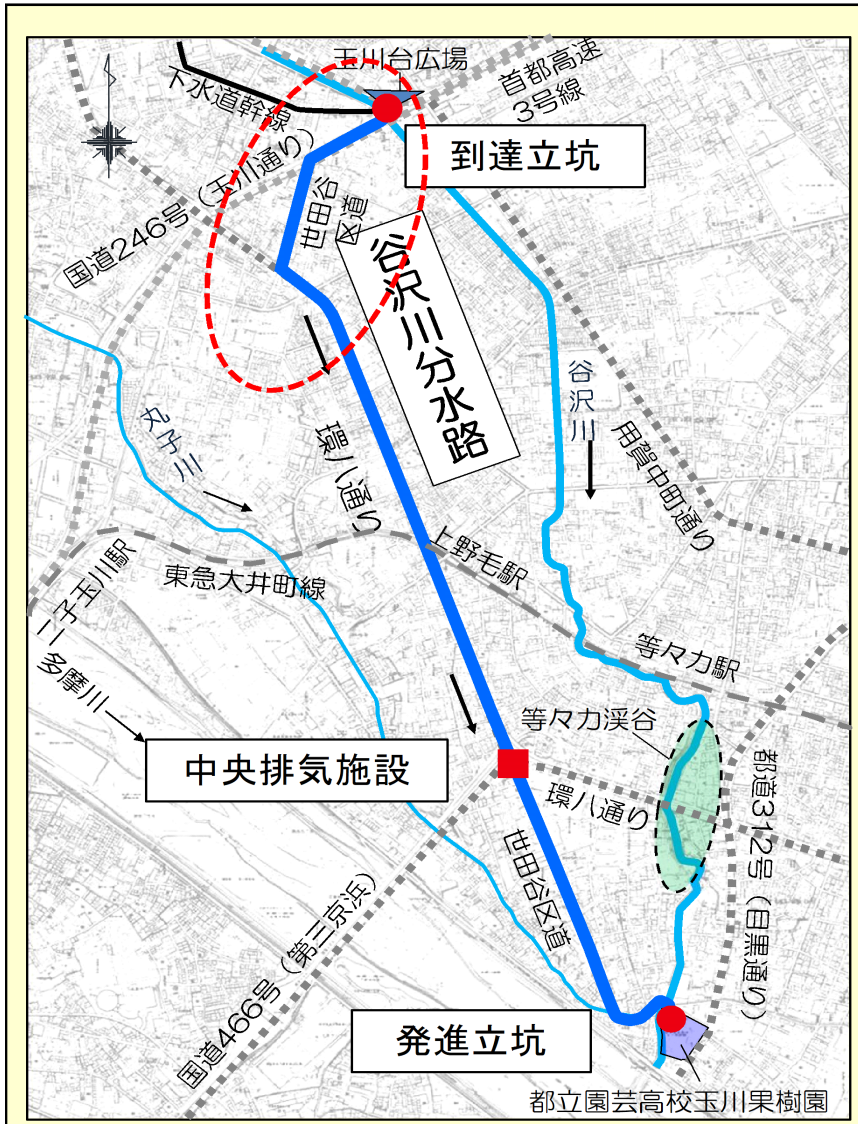 玉川台広場
首都高速
3号線
下水道幹線
到達立坑
国道246号（玉川通り）
世田谷
区道
谷沢川分水路
谷沢川
丸子川
環八通り
用賀中町通り
上野毛駅
東急大井町線
二子玉川駅
多摩川
等々力駅
等々力渓谷
中央排気施設
環八通り
都道312号（目黒通り）
世田谷区道
国道466号（第三京浜）
発進立坑
都立園芸高校玉川果樹園